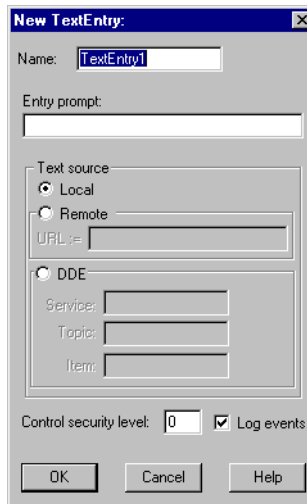 New TextEntry:
Name: TextEntry1
Entry prompt:
Text source
Local
Remote
URL :=
DDE
Service:
Topic:
Item:
Control security level: 0 Log events
OK Cancel Help